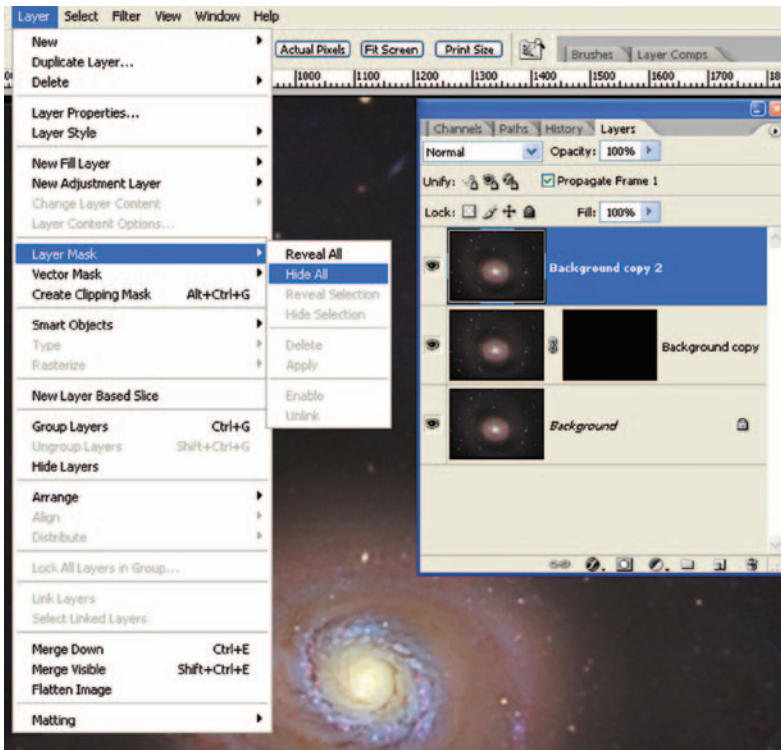 Layer Select Filter View Window Help
Actual Pixels Fit Screen Print Size
Brushes Layer Comps
1000 1100 1200 1300 1400 1500 1600 1700
New
Duplicate Layer...
Delete
Layer Properties...
Layer Style
New Fill Layer
New Adjustment Layer
Change Layer Content
Layer Content Options...
Layer Mask
Vector Mask
Create Clipping Mask Alt+Ctrl+G
Smart Objects
Type
Rasterize
New Layer Based Slice
Group Layers Ctrl+G
Ungroup Layers Shift+Ctrl+G
Hide Layers
Arrange
Align
Distribute
Lock All Layers in Group...
Link Layers
Select Linked Layers
Merge Down Ctrl+E
Merge Visible Shift+Ctrl+E
Flatten Image
Matting
Reveal All
Hide All
Reveal Selection
Hide Selection
Delete
Apply
Enable
Unlink
Channels Paths History Layers
Normal Opacity: 100%
Unify: Propagate Frame 1
Lock: Fill: 100%
Background copy 2
Background copy
Background